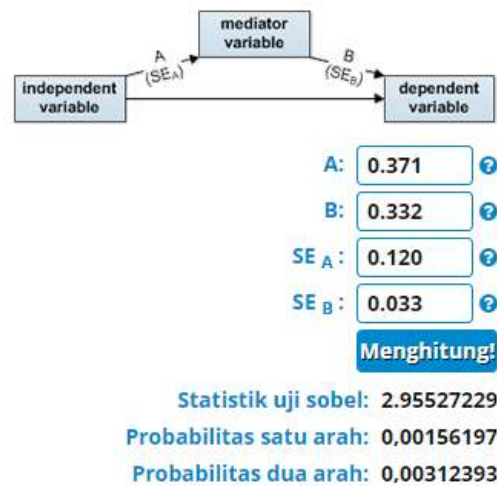 mediator
variable
A
(SEA)
B
(SEB)
independent
variable
dependent
variable
A: 0.371 ?
B: 0.332 ?
SE A : 0.120 ?
SE B : 0.033 ?
Menghitung!
Statistik uji sobel: 2.95527229
Probabilitas satu arah: 0,00156197
Probabilitas dua arah: 0,00312393